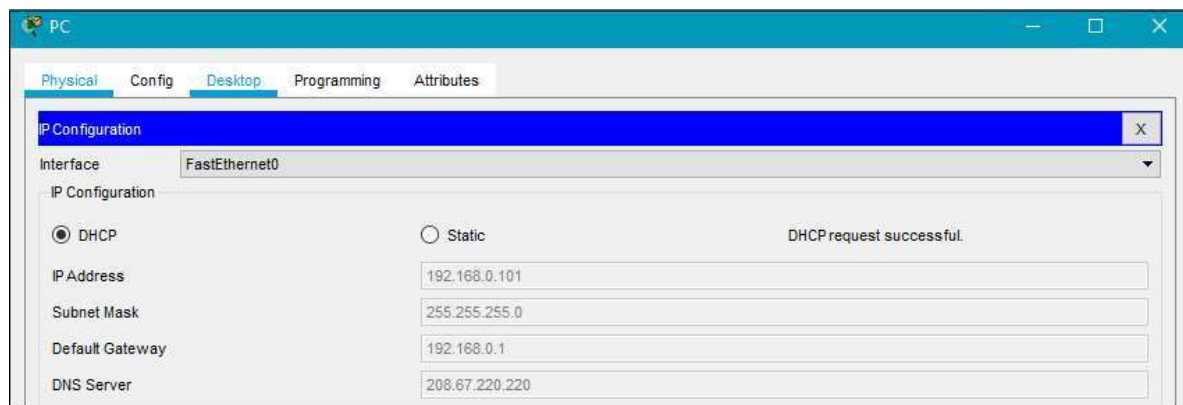 PC
Physical Config Desktop Programming Attributes
IP Configuration X
Interface FastEthernet0
IP Configuration
DHCP Static DHCP request successful.
IP Address 192.168.0.101
Subnet Mask 255.255.255.0
Default Gateway 192.168.0.1
DNS Server 208.67.220.220